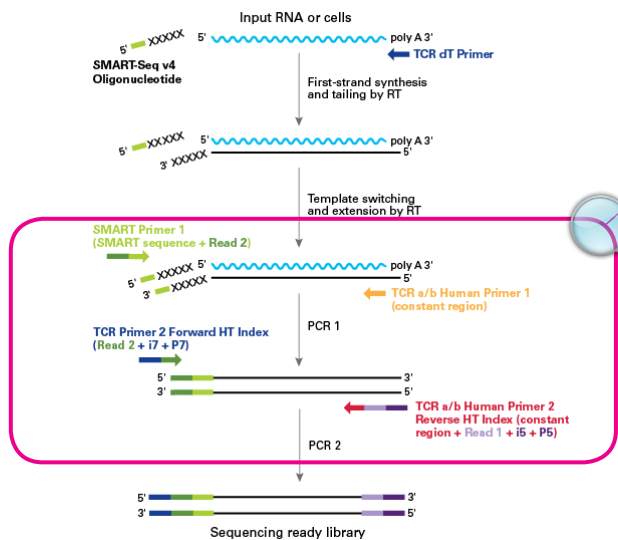 Input RNA or cells
5' XXXXX
5' poly A 3'
SMART-Seq v4
Oligonucleotide
TCR dT Primer
First-strand synthesis
and tailing by RT
5' XXXXX
5' poly A 3'
3' XXXXX 5'
Template switching
and extension by RT
SMART Primer 1
(SMART sequence + Read 2)
5' XXXXX
poly A 3'
3' XXXXX
5'
TCR a/b Human Primer 1
(constant region)
PCR 1
TCR Primer 2 Forward HT Index
(Read 2 + i7 + P7)
5' 3'
3' 5'
TCR a/b Human Primer 2
Reverse HT Index (constant
region + Read 1 + i5 + P5)
PCR 2
5' 3'
3' 5'
Sequencing ready library